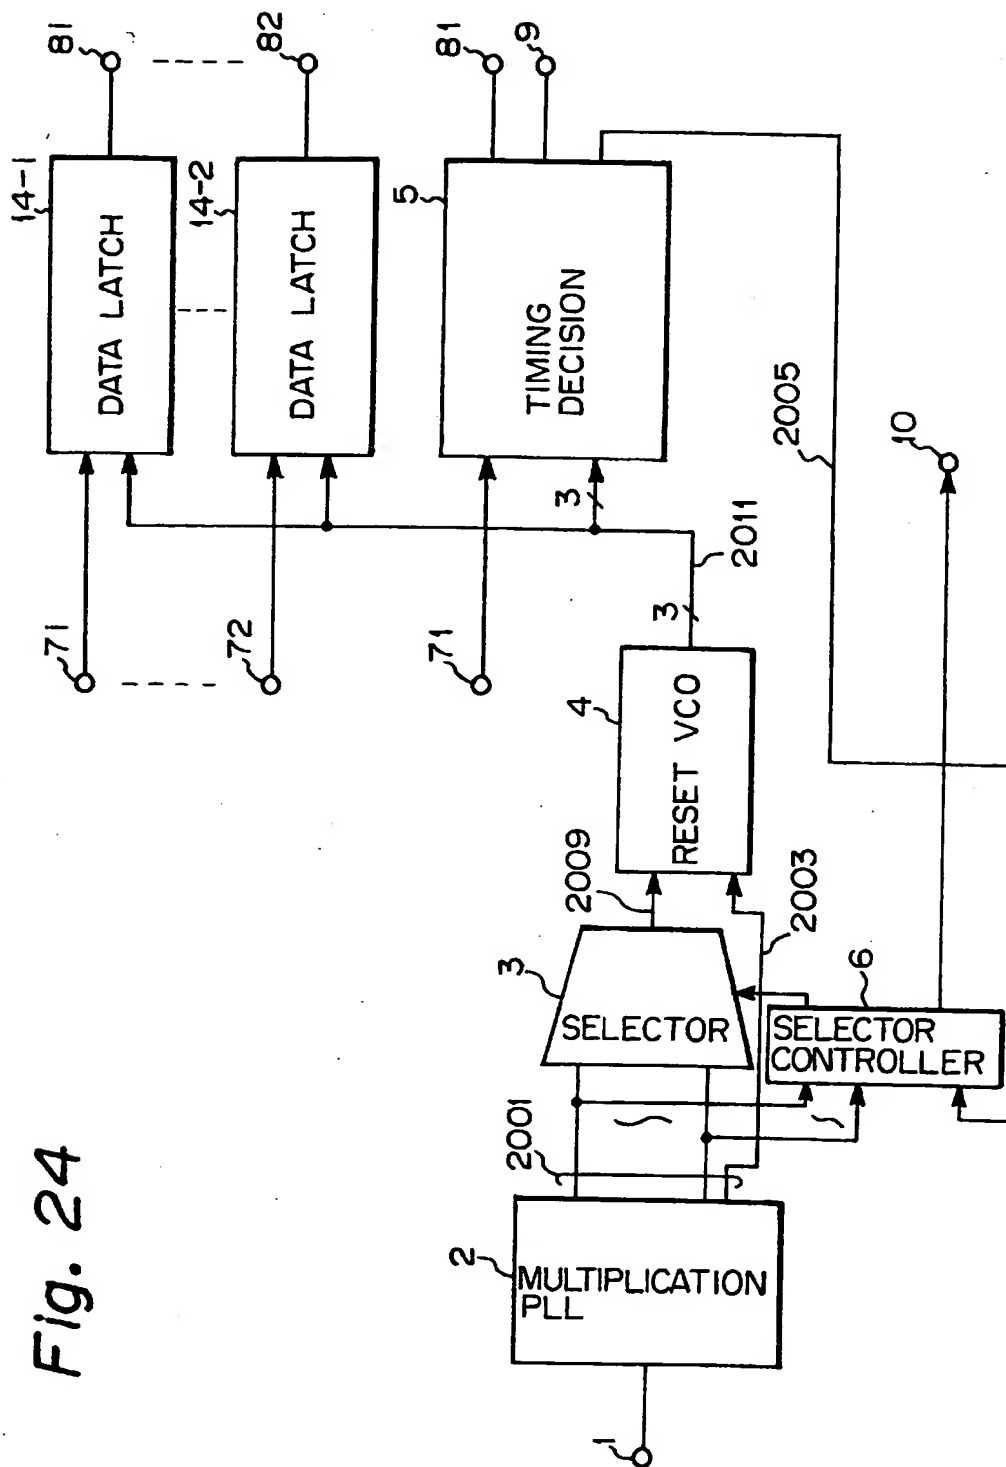 Fig. 24
14-1
DATA LATCH
71
81
14-2
DATA LATCH
72
82
5
TIMING
DECISION
71
81
9
3
2011
3
4
RESET VCO
2009
2003
3
SELECTOR
2001
6
SELECTOR
CONTROLLER
2005
10
2
MULTIPLICATION
PLL
1